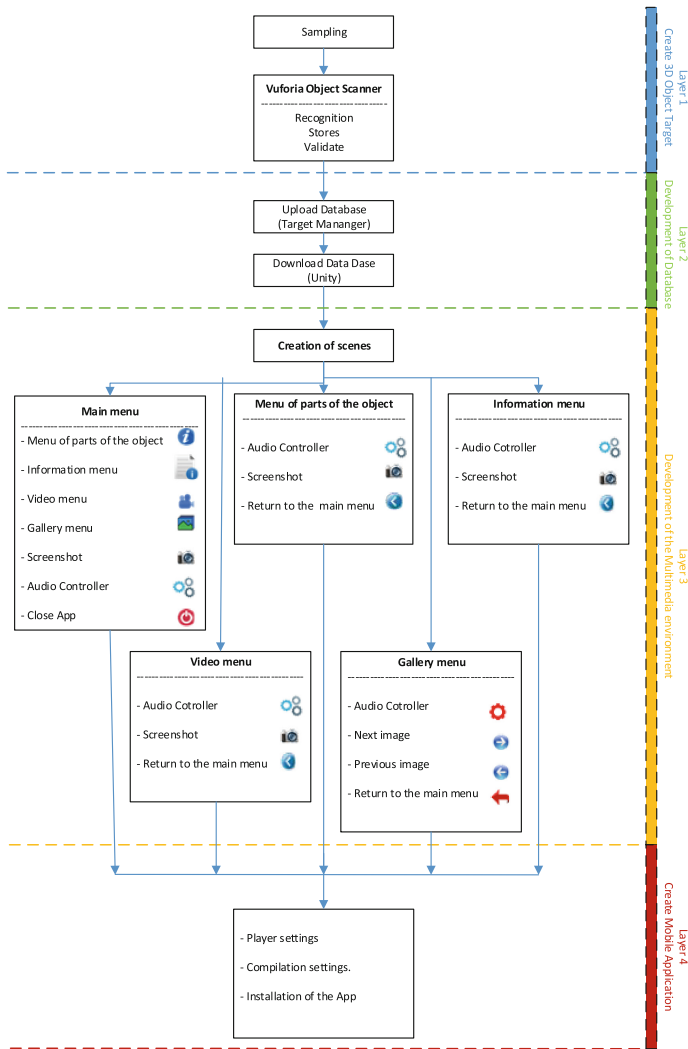 Sampling
Vuforia Object Scanner
Recognition
Stores
Validate
Layer 1
Create 3D Object Target
Upload Database
(Target Mananger)
Download Data Dase
(Unity)
Layer 2
Development of Database
Creation of scenes
Main menu
- Menu of parts of the object
- Information menu
- Video menu
- Gallery menu
- Screenshot
- Audio Controller
- Close App
Menu of parts of the object
- Audio Controller
- Screenshot
- Return to the main menu
Information menu
- Audio Cotroller
- Screenshot
- Return to the main menu
Video menu
- Audio Cotroller
- Screenshot
- Return to the main menu
Gallery menu
- Audio Cotroller
- Next image
- Previous image
- Return to the main menu
Layer 3
Development of the Multimedia environment
- Player settings
- Compilation settings.
- Installation of the App
Layer 4
Create Mobile Application